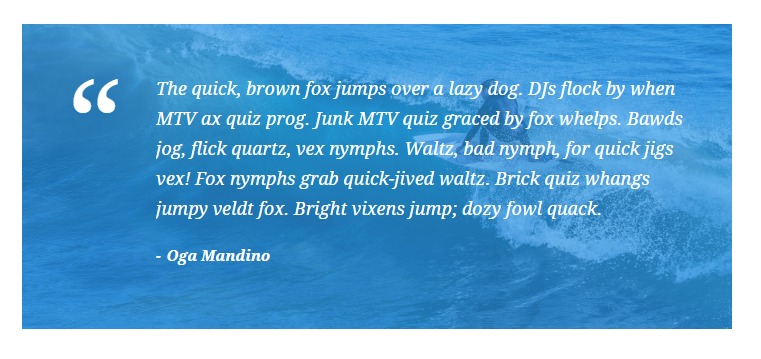 “
The quick, brown fox jumps over a lazy dog. DJs flock by when
MTV ax quiz prog. Junk MTV quiz graced by fox whelps. Bawds
jog, flick quartz, vex nymphs. Waltz, bad nymph, for quick jigs
vex! Fox nymphs grab quick-jived waltz. Brick quiz whangs
jumpy veldt fox. Bright vixens jump; dozy fowl quack.
- Oga Mandino